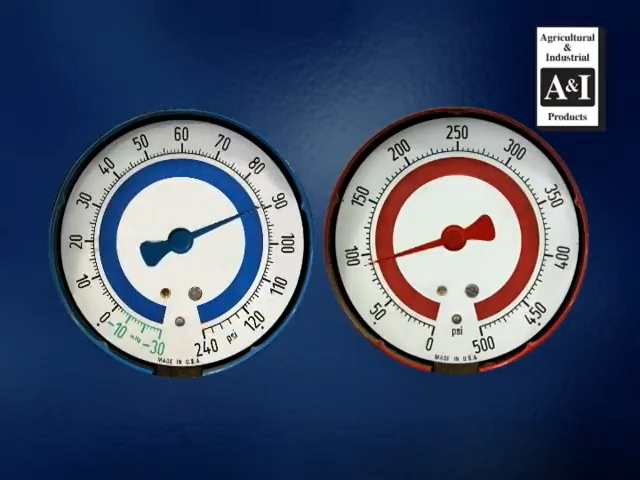 Agricultural
&
Industrial
A&I
Products
0 10 20 30 40 50 60 70 80 90 100 110 120 240
-10 -30
psi
MADE IN U.S.A
0 50 100 150 200 250 300 350 400 450 500
psi
MADE IN U.S.A